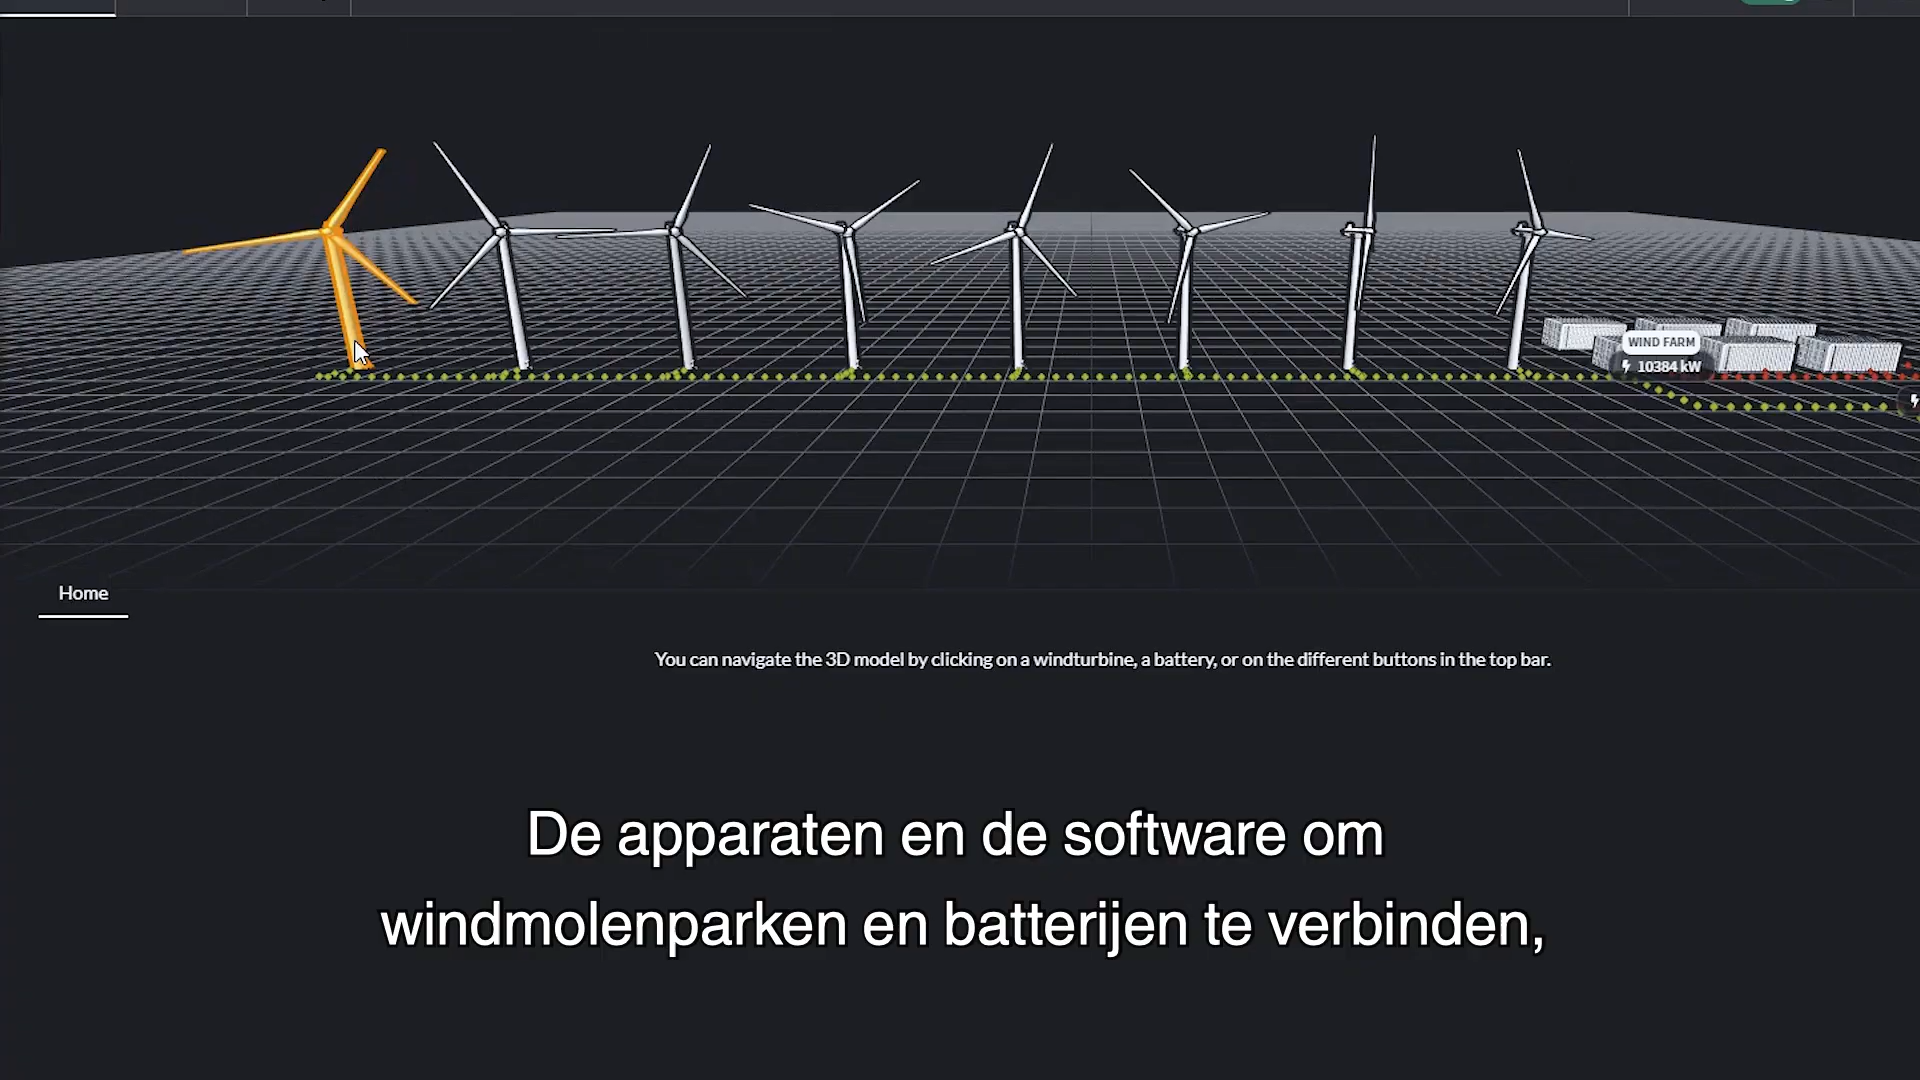 WIND FARM
10384 kW
Home
You can navigate the 3D model by clicking on a windturbine, a battery, or on the different buttons in the top bar.
De apparaten en de software om
windmolenparken en batterijen te verbinden,